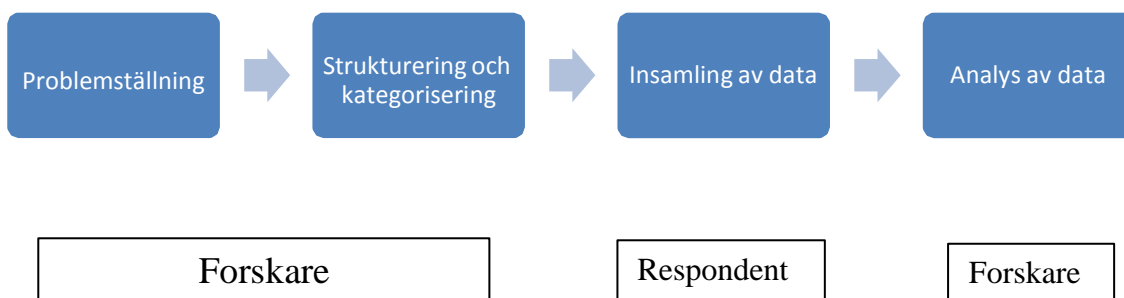 Problemställning
Strukturering och
kategorisering
Insamling av data
Analys av data
Forskare
Respondent
Forskare